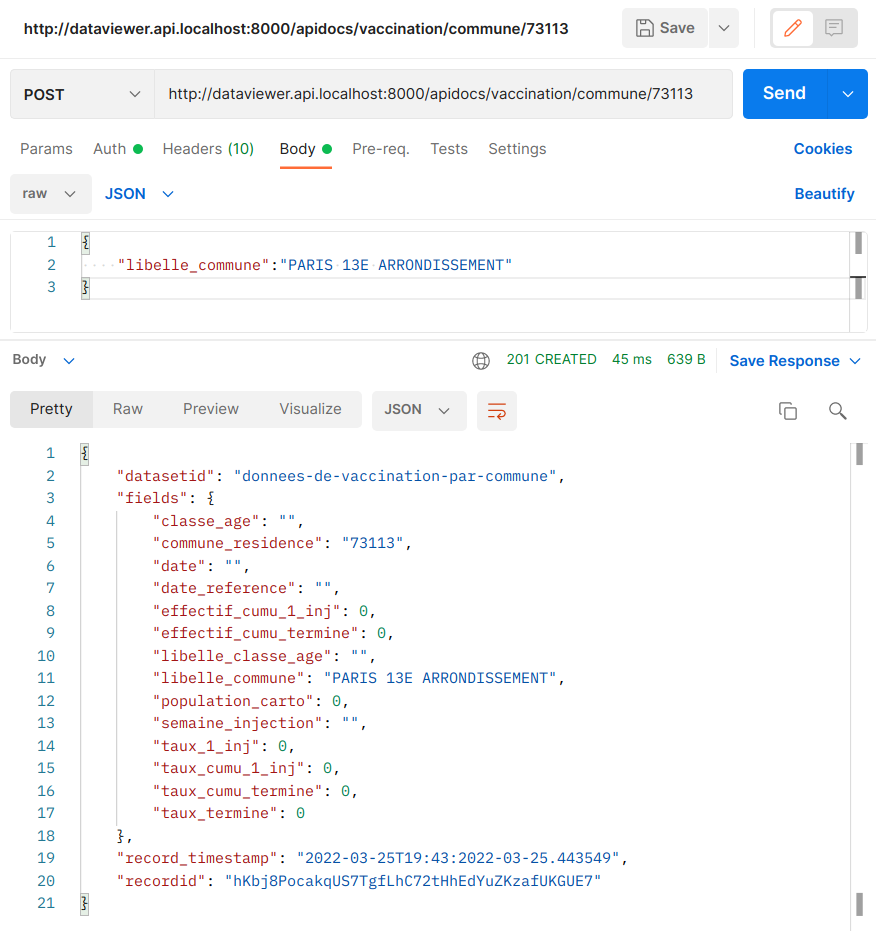 http://dataviewer.api.localhost:8000/apidocs/vaccination/commune/73113 Save
POST http://dataviewer.api.localhost:8000/apidocs/vaccination/commune/73113 Send
Params Auth Headers (10) Body Pre-req. Tests Settings Cookies
raw JSON Beautify
1 {
2 "libelle_commune":"PARIS 13E ARRONDISSEMENT"
3 }
Body 201 CREATED 45 ms 639 B Save Response
Pretty Raw Preview Visualize JSON
1 {
2 "datasetid": "donnees-de-vaccination-par-commune",
3 "fields": {
4 "classe_age": "",
5 "commune_residence": "73113",
6 "date": "",
7 "date_reference": "",
8 "effectif_cumu_1_inj": 0,
9 "effectif_cumu_termine": 0,
10 "libelle_classe_age": "",
11 "libelle_commune": "PARIS 13E ARRONDISSEMENT",
12 "population_carto": 0,
13 "semaine_injection": "",
14 "taux_1_inj": 0,
15 "taux_cumu_1_inj": 0,
16 "taux_cumu_termine": 0,
17 "taux_termine": 0
18 },
19 "record_timestamp": "2022-03-25T19:43:2022-03-25.443549",
20 "recordid": "hKbj8PocakqUS7TgfLhC72tHhEdYuZKzafUKGUE7"
21 }